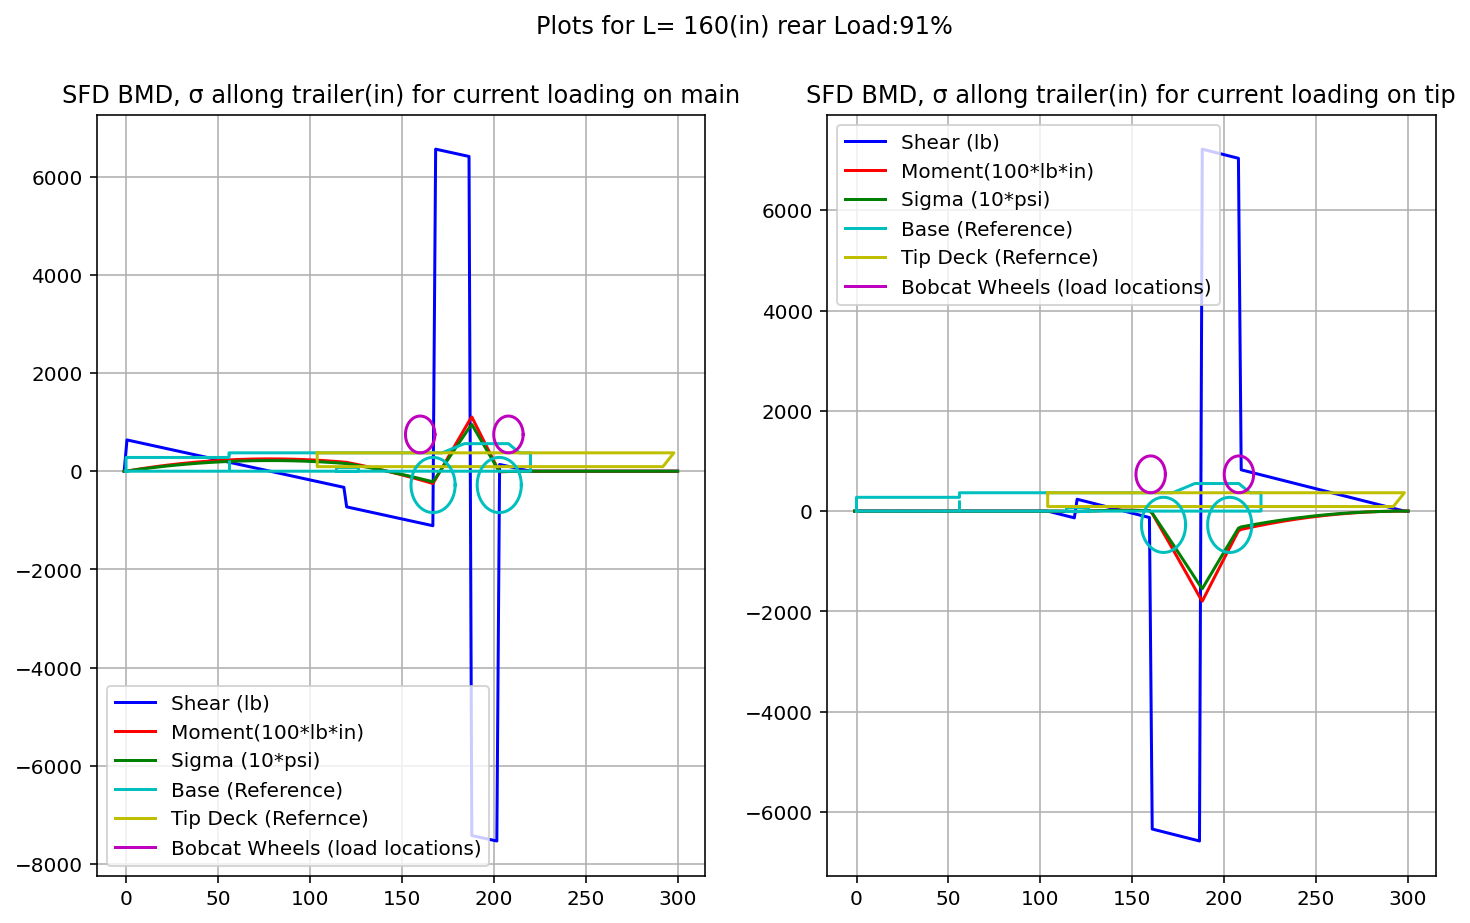 Plots for L= 160(in) rear Load:91%
SFD BMD, σ allong trailer(in) for current loading on main
6000
4000
2000
0
−2000
−4000
−6000
−8000
0 50 100 150 200 250 300
Shear (lb)
Moment(100*lb*in)
Sigma (10*psi)
Base (Reference)
Tip Deck (Refernce)
Bobcat Wheels (load locations)
SFD BMD, σ allong trailer(in) for current loading on tip
Shear (lb)
Moment(100*lb*in)
Sigma (10*psi)
Base (Reference)
Tip Deck (Refernce)
Bobcat Wheels (load locations)
6000
4000
2000
0
−2000
−4000
−6000
0 50 100 150 200 250 300